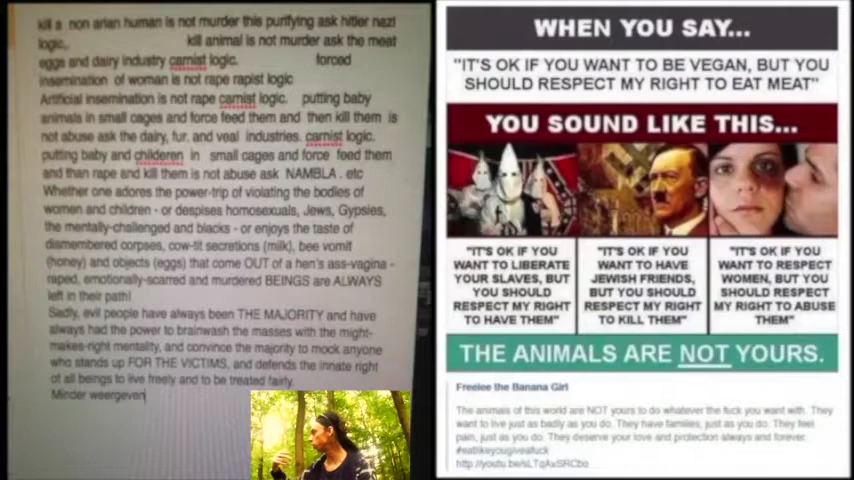 kill a non arian human is not murder this purifying ask hitler nazi
logic,. kill animal is not murder ask the meat
eggs and dairy industry carnist logic. forced
insemination of woman is not rape rapist logic
Artificial insemination is not rape carnist logic. putting baby
animals in small cages and force feed them and then kill them is
not abuse ask the dairy, fur. and veal industries. carnist logic.
putting baby and childeren in small cages and force feed them
and than rape and kill them is not abuse ask NAMBLA . etc
Whether one adores the power-trip of violating the bodies of
women and children - or despises homosexuals, Jews, Gypsies,
the mentally-challenged and blacks - or enjoys the taste of
dismembered corpses, cow-tit secretions (milk), bee vomit
(honey) and objects (eggs) that come OUT of a hen's ass-vagina -
raped, emotionally-scarred and murdered BEINGS are ALWAYS
left in their path!
Sadly, evil people have always been THE MAJORITY and have
always had the power to brainwash the masses with the might-
makes-right mentality, and convince the majority to mock anyone
who stands up FOR THE VICTIMS, and defends the innate right
of all beings to live freely and to be treated fairly.
Minder weergeven
WHEN YOU SAY...
"IT'S OK IF YOU WANT TO BE VEGAN, BUT YOU
SHOULD RESPECT MY RIGHT TO EAT MEAT"
YOU SOUND LIKE THIS...
"IT'S OK IF YOU
WANT TO LIBERATE
YOUR SLAVES, BUT
YOU SHOULD
RESPECT MY RIGHT
TO HAVE THEM"
"IT'S OK IF YOU
WANT TO HAVE
JEWISH FRIENDS,
BUT YOU SHOULD
RESPECT MY RIGHT
TO KILL THEM"
"IT'S OK IF YOU
WANT TO RESPECT
WOMEN, BUT YOU
SHOULD RESPECT
MY RIGHT TO ABUSE
THEM"
THE ANIMALS ARE NOT YOURS.
Freelee the Banana Girl
The animals of this world are NOT yours to do whatever the fuck you want with. They
want to live just as badly as you do. They have families, just as you do. They feel
pain, just as you do. They deserve your love and protection always and forever.
#eatlikeyougiveafuck